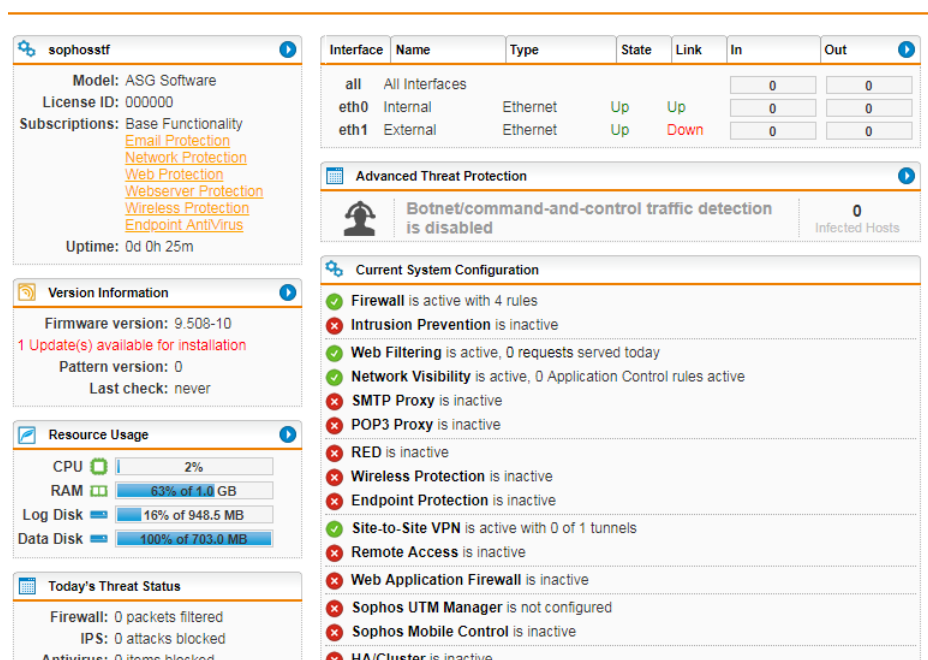 sophosstf
Model: ASG Software
License ID: 000000
Subscriptions: Base Functionality
Email Protection
Network Protection
Web Protection
Webserver Protection
Wireless Protection
Endpoint AntiVirus
Uptime: 0d 0h 25m
Version Information
Firmware version: 9.508-10
1 Update(s) available for installation
Pattern version: 0
Last check: never
Resource Usage
CPU 2%
RAM 63% of 1.0 GB
Log Disk 16% of 948.5 MB
Data Disk 100% of 703.0 MB
Today's Threat Status
Firewall: 0 packets filtered
IPS: 0 attacks blocked
Antivirus: 0 items blocked
Interface Name Type State Link In Out
all All Interfaces 0 0
eth0 Internal Ethernet Up Up 0 0
eth1 External Ethernet Up Down 0 0
Advanced Threat Protection
Botnet/command-and-control traffic detection
is disabled
0
Infected Hosts
Current System Configuration
Firewall is active with 4 rules
Intrusion Prevention is inactive
Web Filtering is active, 0 requests served today
Network Visibility is active, 0 Application Control rules active
SMTP Proxy is inactive
POP3 Proxy is inactive
RED is inactive
Wireless Protection is inactive
Endpoint Protection is inactive
Site-to-Site VPN is active with 0 of 1 tunnels
Remote Access is inactive
Web Application Firewall is inactive
Sophos UTM Manager is not configured
Sophos Mobile Control is inactive
HA/Cluster is inactive